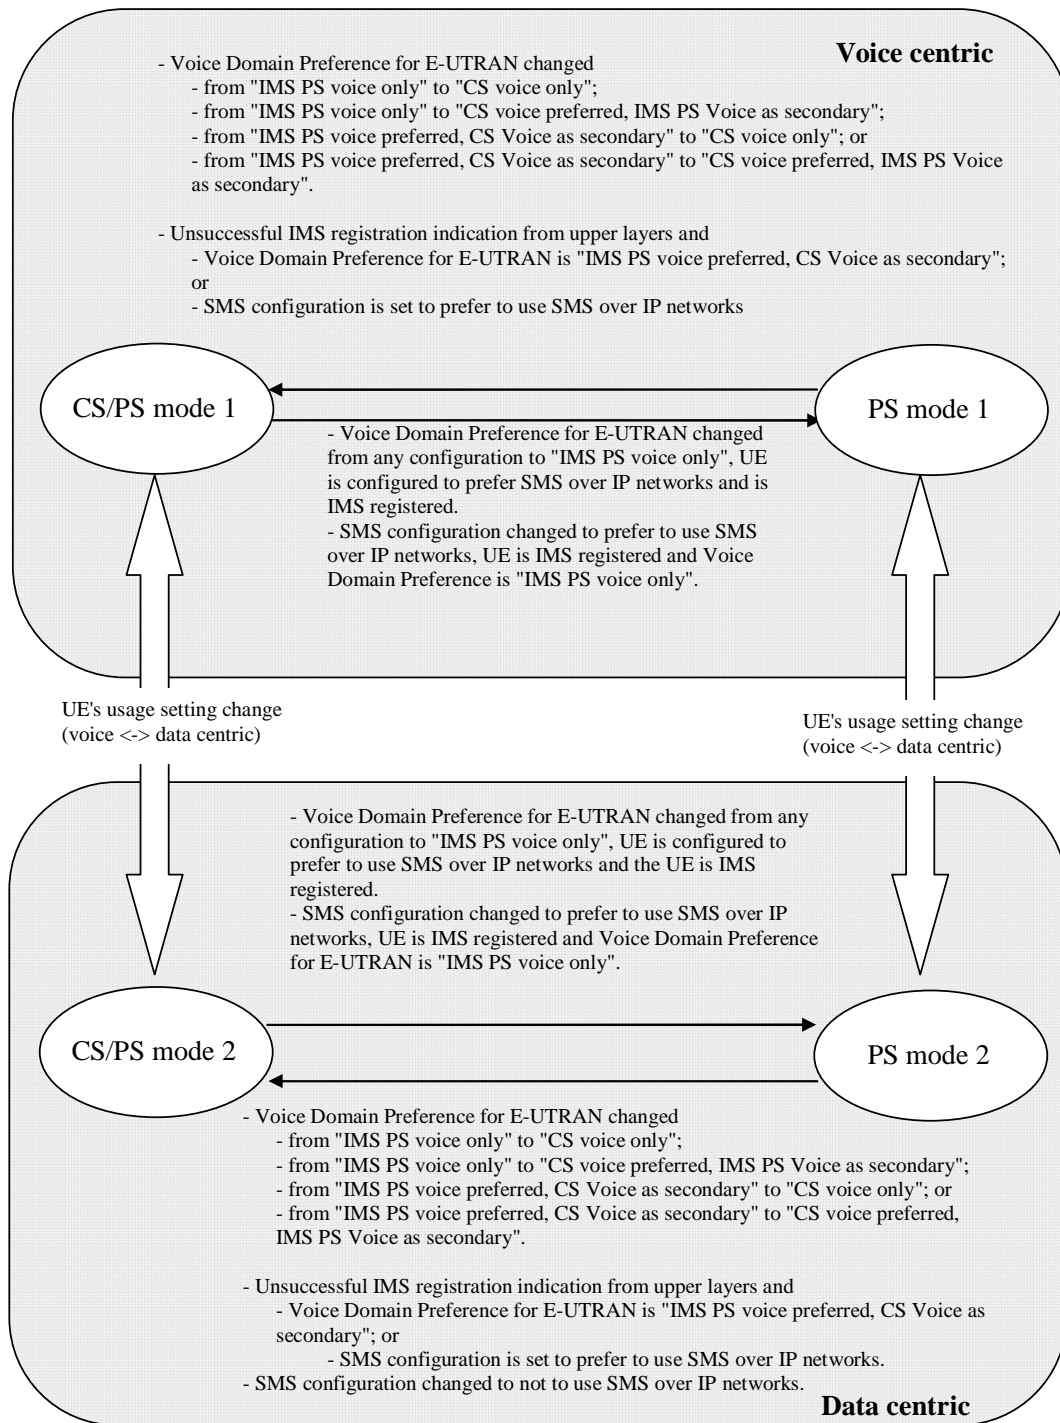 Voice centric
- Voice Domain Preference for E-UTRAN changed
- from "IMS PS voice only" to "CS voice only";
- from "IMS PS voice only" to "CS voice preferred, IMS PS Voice as secondary";
- from "IMS PS voice preferred, CS Voice as secondary" to "CS voice only"; or
- from "IMS PS voice preferred, CS Voice as secondary" to "CS voice preferred, IMS PS Voice
as secondary".
- Unsuccessful IMS registration indication from upper layers and
- Voice Domain Preference for E-UTRAN is "IMS PS voice preferred, CS Voice as secondary";
or
- SMS configuration is set to prefer to use SMS over IP networks
CS/PS mode 1
PS mode 1
- Voice Domain Preference for E-UTRAN changed
from any configuration to "IMS PS voice only", UE
is configured to prefer SMS over IP networks and is
IMS registered.
- SMS configuration changed to prefer to use SMS
over IP networks, UE is IMS registered and Voice
Domain Preference is "IMS PS voice only".
UE's usage setting change
(voice <-> data centric)
UE's usage setting change
(voice <-> data centric)
- Voice Domain Preference for E-UTRAN changed from any
configuration to "IMS PS voice only", UE is configured to
prefer to use SMS over IP networks and the UE is IMS
registered.
- SMS configuration changed to prefer to use SMS over IP
networks, UE is IMS registered and Voice Domain Preference
for E-UTRAN is "IMS PS voice only".
CS/PS mode 2
PS mode 2
- Voice Domain Preference for E-UTRAN changed
- from "IMS PS voice only" to "CS voice only";
- from "IMS PS voice only" to "CS voice preferred, IMS PS Voice as secondary";
- from "IMS PS voice preferred, CS Voice as secondary" to "CS voice only"; or
- from "IMS PS voice preferred, CS Voice as secondary" to "CS voice preferred,
IMS PS Voice as secondary".
- Unsuccessful IMS registration indication from upper layers and
- Voice Domain Preference for E-UTRAN is "IMS PS voice preferred, CS Voice as
secondary"; or
- SMS configuration is set to prefer to use SMS over IP networks.
- SMS configuration changed to not to use SMS over IP networks.
Data centric